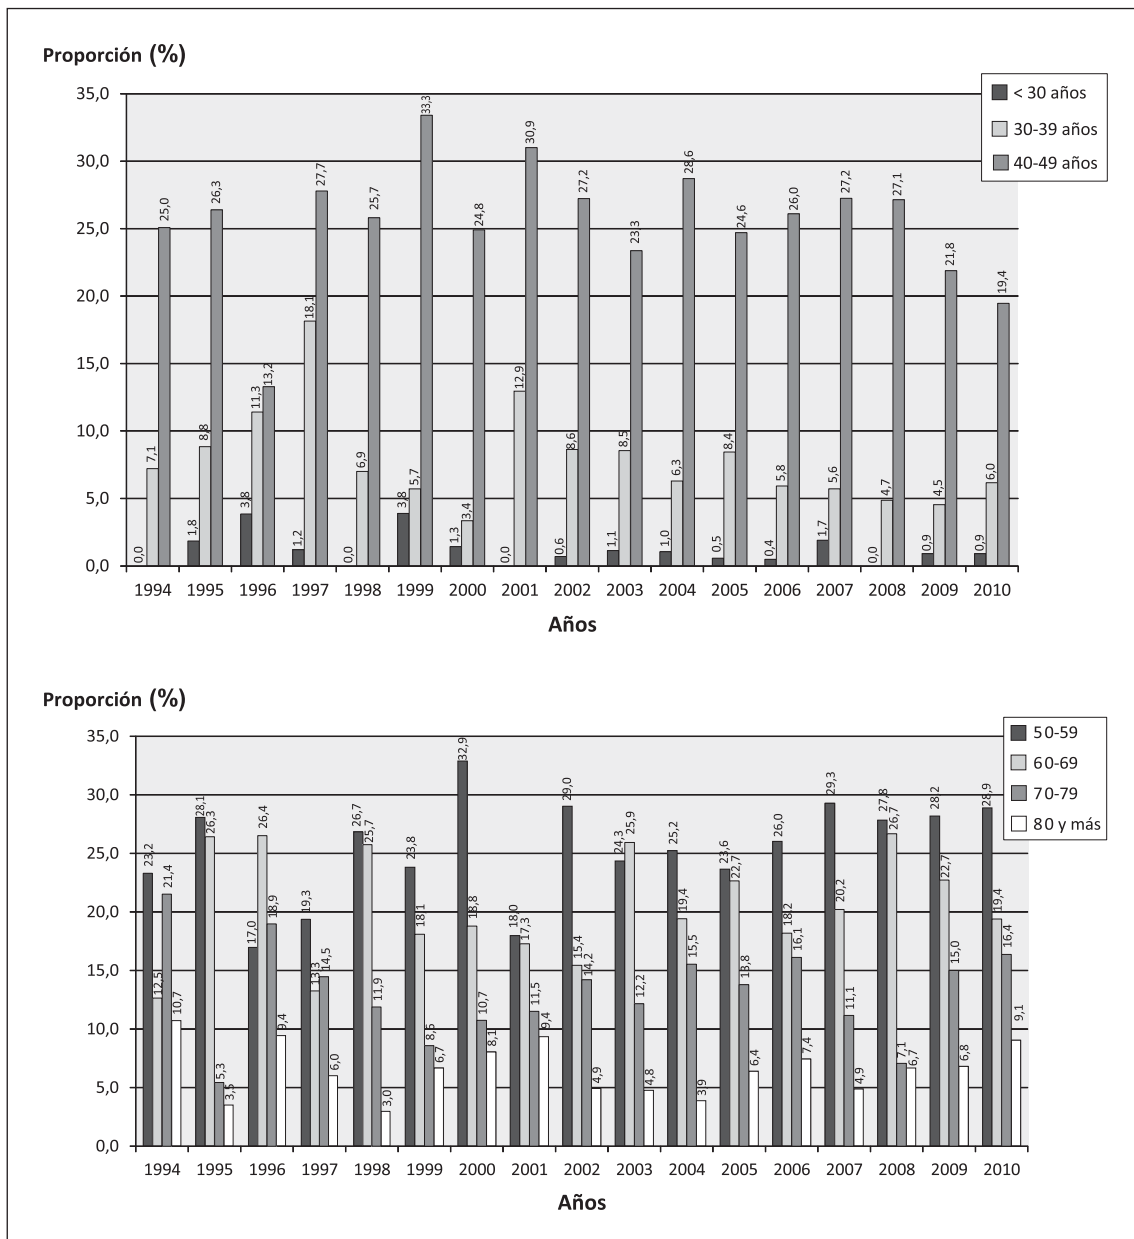 Proporción (%)
< 30 años
30-39 años
40-49 años
35,0
30,0
25,0
20,0
15,0
10,0
5,0
0,0
0,0 7,1 25,0
1,8 8,8 26,3
3,8 11,3 13,2
1,2 18,1 27,7
0,0 6,9 25,7
3,8 5,7 33,3
1,3 3,4 24,8
0,0 12,9 30,9
0,6 8,6 27,2
1,1 8,5 23,3
1,0 6,3 28,6
0,5 8,4 24,6
0,4 5,8 26,0
1,7 5,6 27,2
0,0 4,7 27,1
0,9 4,5 21,8
0,9 6,0 19,4
1994 1995 1996 1997 1998 1999 2000 2001 2002 2003 2004 2005 2006 2007 2008 2009 2010
Años
Proporción (%)
50-59
60-69
70-79
80 y más
35,0
30,0
25,0
20,0
15,0
10,0
5,0
0,0
23,2 12,5 21,4 10,7
28,1 26,3 5,3 3,5
17,0 26,4 18,9 9,4
19,3 13,3 14,5 6,0
26,7 25,7 11,9 3,0
23,8 18,1 8,6 6,7
32,9 18,8 10,7 8,1
18,0 17,3 11,5 9,4
29,0 15,4 14,2 4,9
24,3 25,9 12,2 4,8
25,2 19,4 15,5 3,9
23,6 22,7 13,8 6,4
26,0 18,2 16,1 7,4
29,3 20,2 11,1 4,9
27,8 26,7 7,1 6,7
28,2 22,7 15,0 6,8
28,9 19,4 16,4 9,1
1994 1995 1996 1997 1998 1999 2000 2001 2002 2003 2004 2005 2006 2007 2008 2009 2010
Años